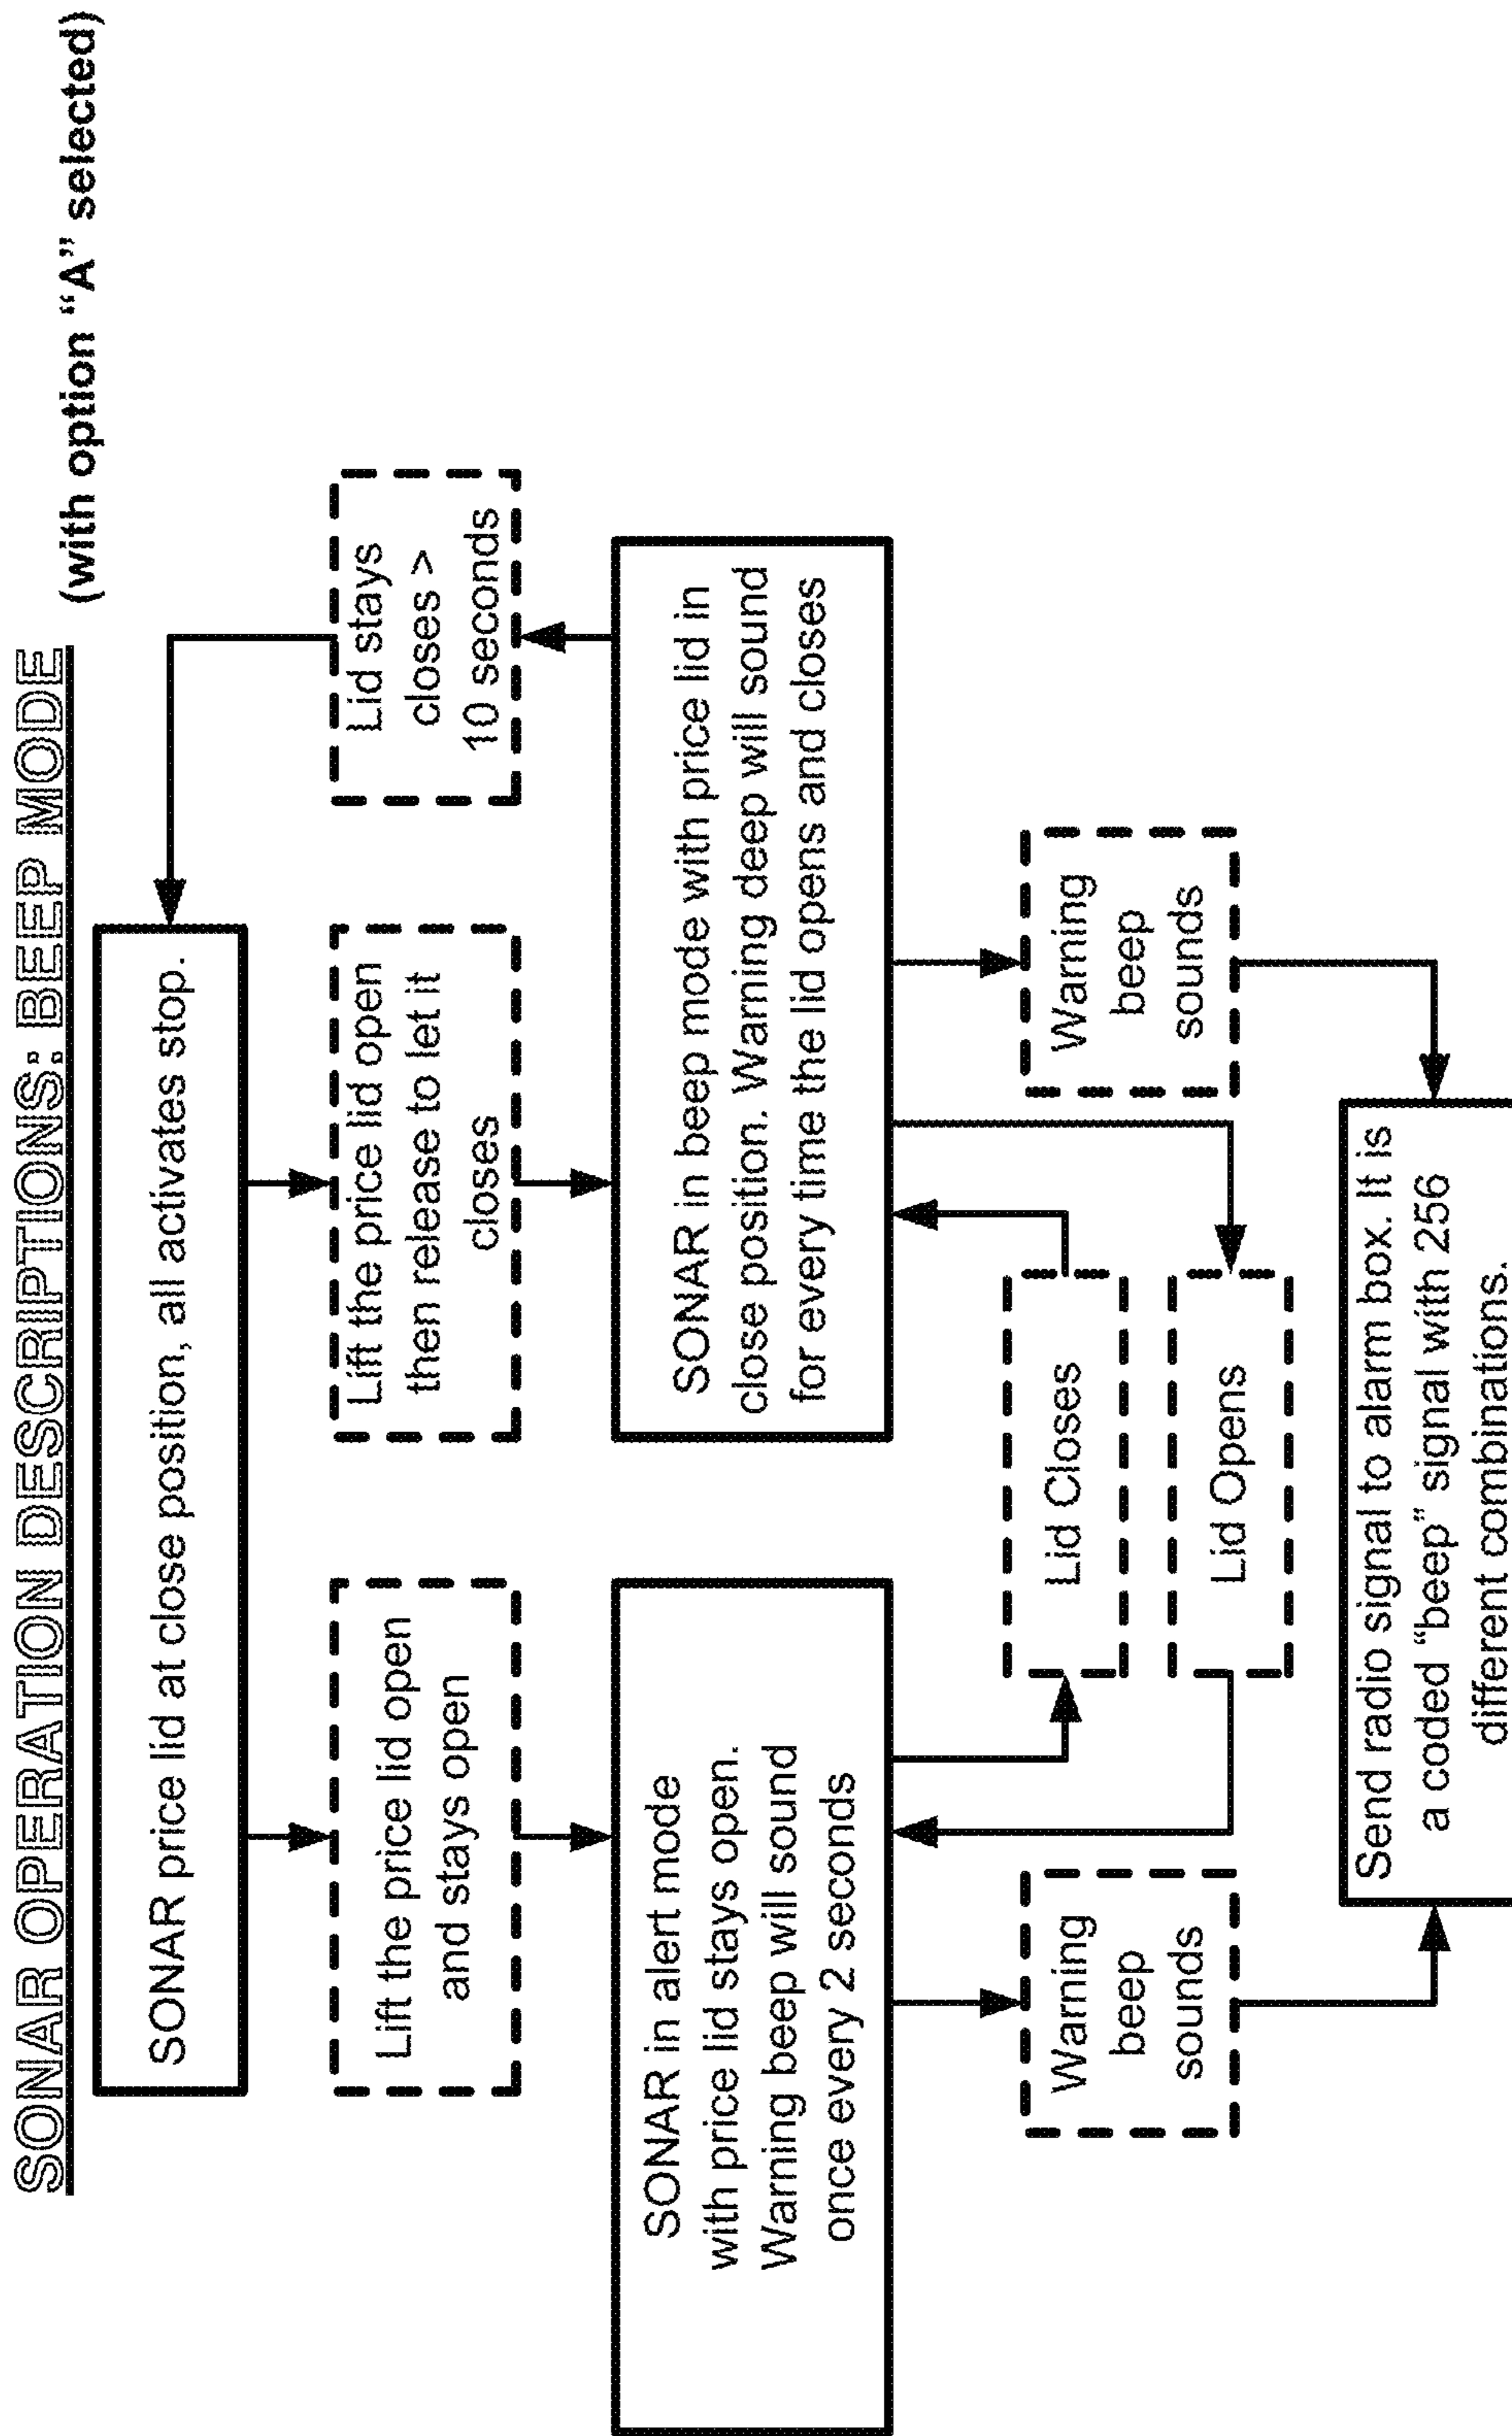 SONAR OPERATION DESCRIPTIONS: BEEP MODE
(with option “A” selected)
SONAR price lid at close position, all activates stop.
Lift the price lid open
and stays open
Lift the price lid open
then release to let it
closes
Lid stays
closes >
10 seconds
SONAR in alert mode
with price lid stays open.
Warning beep will sound
once every 2 seconds
SONAR in beep mode with price lid in
close position. Warning deep will sound
for every time the lid opens and closes
Lid Closes
Lid Opens
Warning
beep
sounds
Warning
beep
sounds
Send radio signal to alarm box. It is
a coded “beep” signal with 256
different combinations.